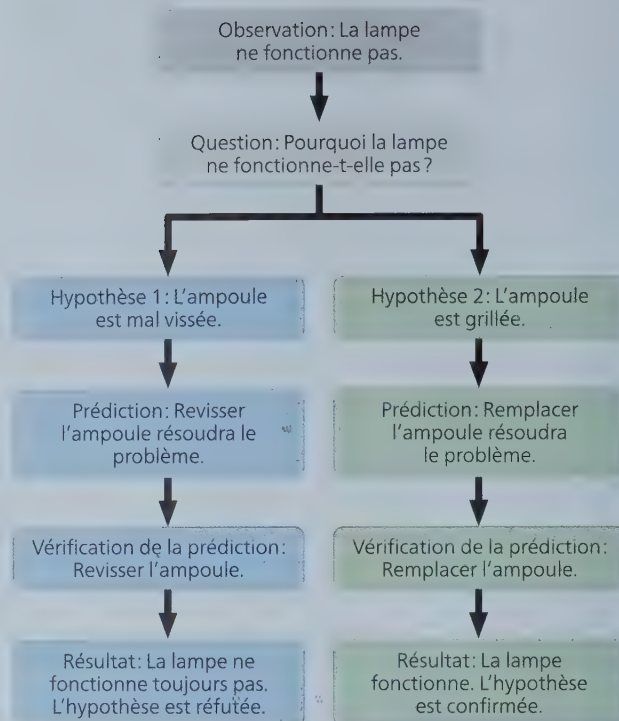 Observation: La lampe
ne fonctionne pas.
Question: Pourquoi la lampe
ne fonctionne-t-elle pas?
Hypothèse 1: L'ampoule
est mal vissée.
Prédiction: Revisser
l'ampoule résoudra le
problème.
Vérification de la prédiction:
Revisser l'ampoule.
Résultat: La lampe ne
fonctionne toujours pas.
L'hypothèse est réfutée.
Hypothèse 2: L'ampoule
est grillée.
Prédiction: Remplacer
l'ampoule résoudra
le problème.
Vérification de la prédiction:
Remplacer l'ampoule.
Résultat: La lampe
fonctionne. L'hypothèse
est confirmée.